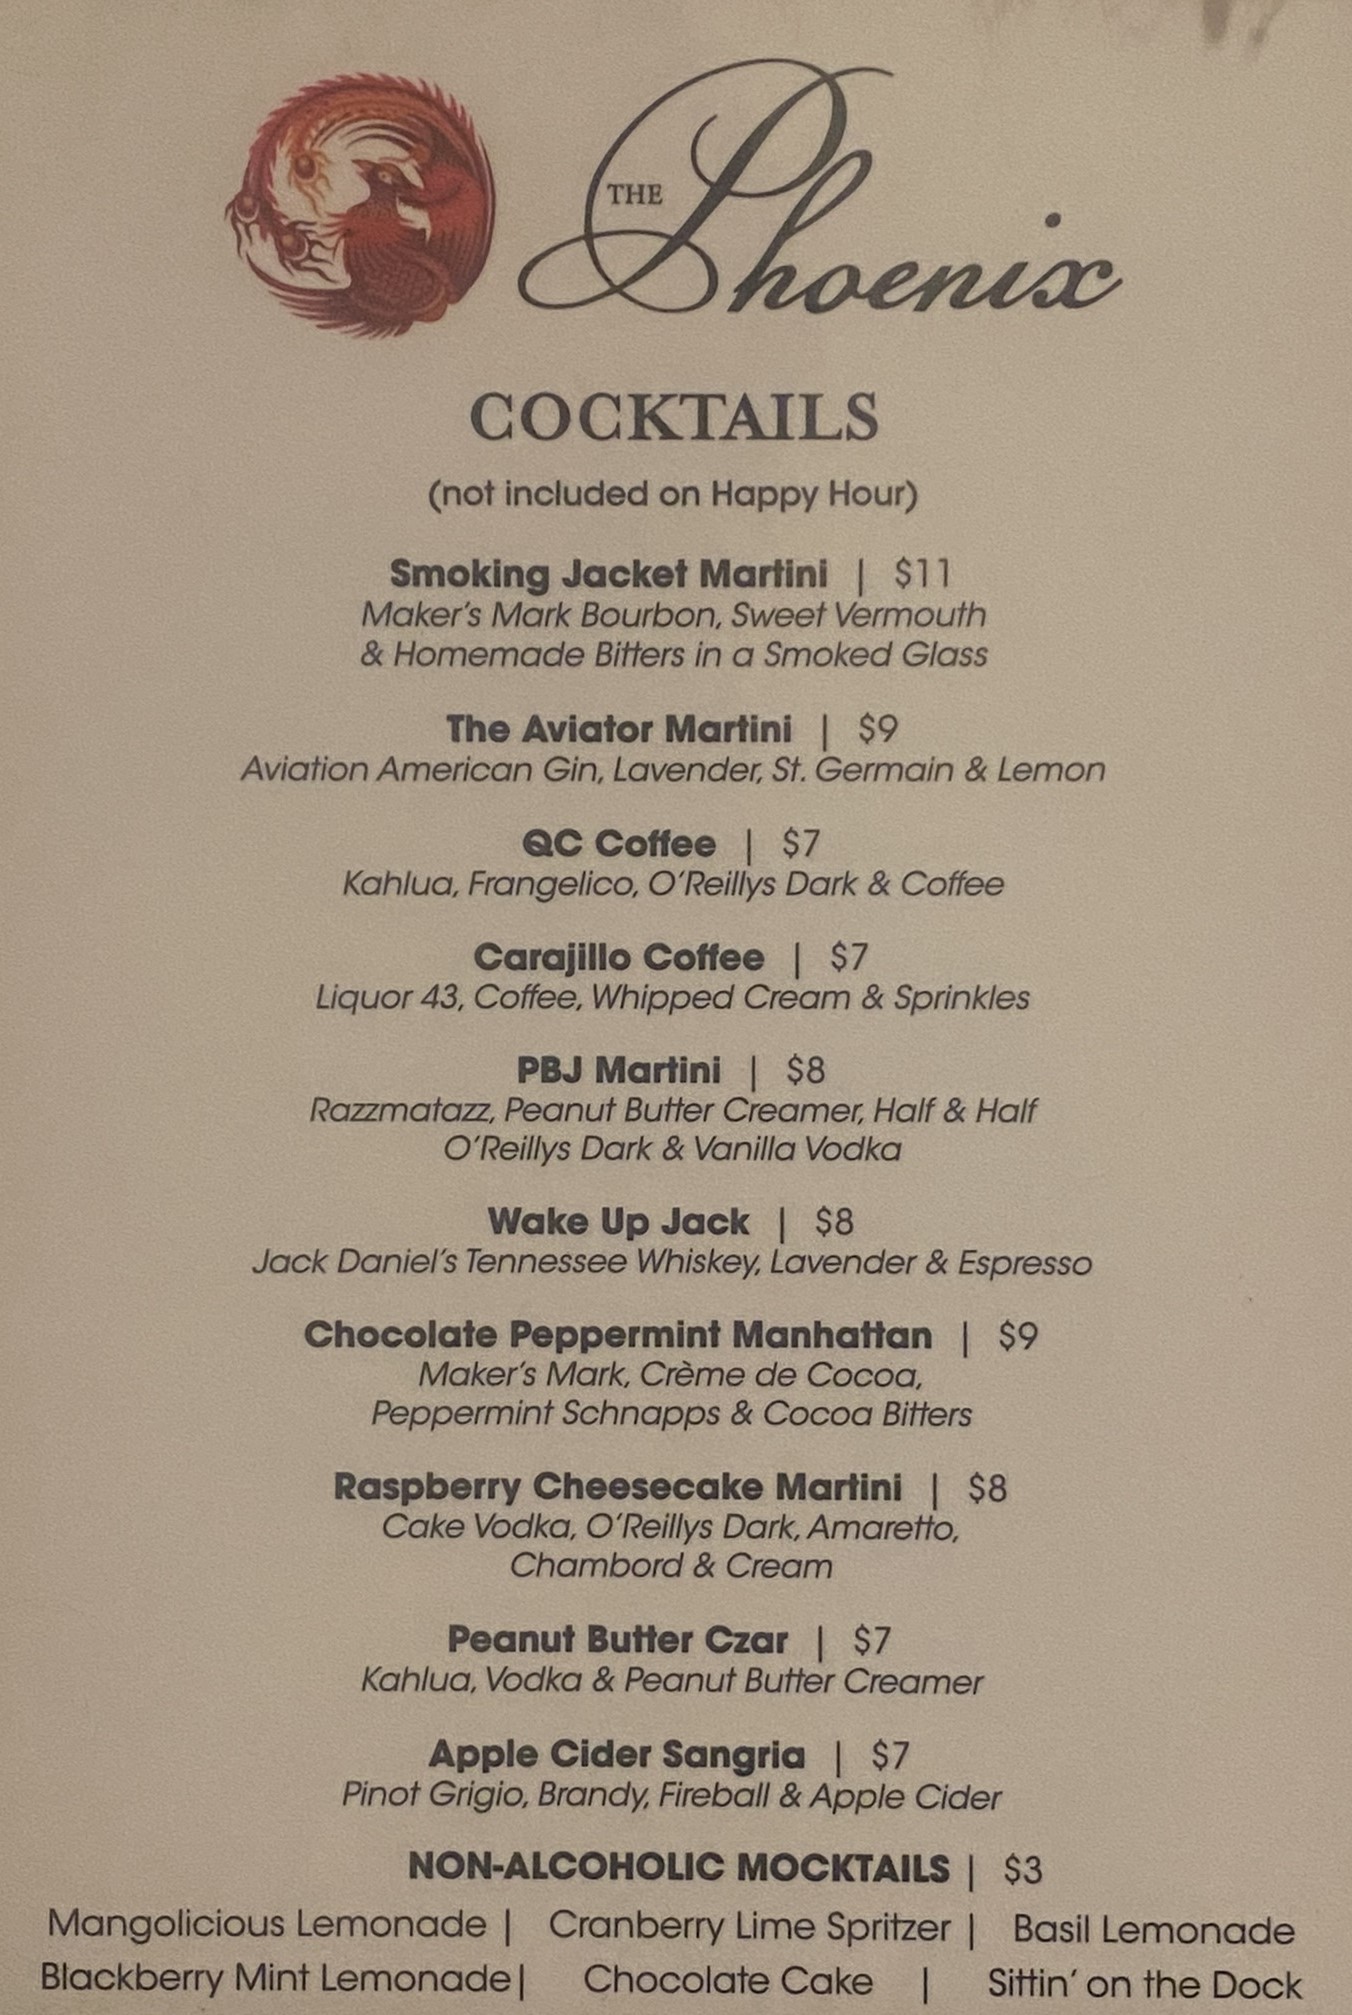 THE Phoenix
COCKTAILS
(not included on Happy Hour)
Smoking Jacket Martini | $11
Maker's Mark Bourbon, Sweet Vermouth
& Homemade Bitters in a Smoked Glass
The Aviator Martini | $9
Aviation American Gin, Lavender, St. Germain & Lemon
QC Coffee | $7
Kahlua, Frangelico, O'Reillys Dark & Coffee
Carajillo Coffee | $7
Liquor 43, Coffee, Whipped Cream & Sprinkles
PBJ Martini | $8
Razzmatazz, Peanut Butter Creamer, Half & Half
O'Reillys Dark & Vanilla Vodka
Wake Up Jack | $8
Jack Daniel's Tennessee Whiskey, Lavender & Espresso
Chocolate Peppermint Manhattan | $9
Maker's Mark, Crème de Cocoa,
Peppermint Schnapps & Cocoa Bitters
Raspberry Cheesecake Martini | $8
Cake Vodka, O'Reillys Dark, Amaretto,
Chambord & Cream
Peanut Butter Czar | $7
Kahlua, Vodka & Peanut Butter Creamer
Apple Cider Sangria | $7
Pinot Grigio, Brandy, Fireball & Apple Cider
NON-ALCOHOLIC MOCKTAILS | $3
Mangolicious Lemonade | Cranberry Lime Spritzer | Basil Lemonade
Blackberry Mint Lemonade | Chocolate Cake | Sittin' on the Dock